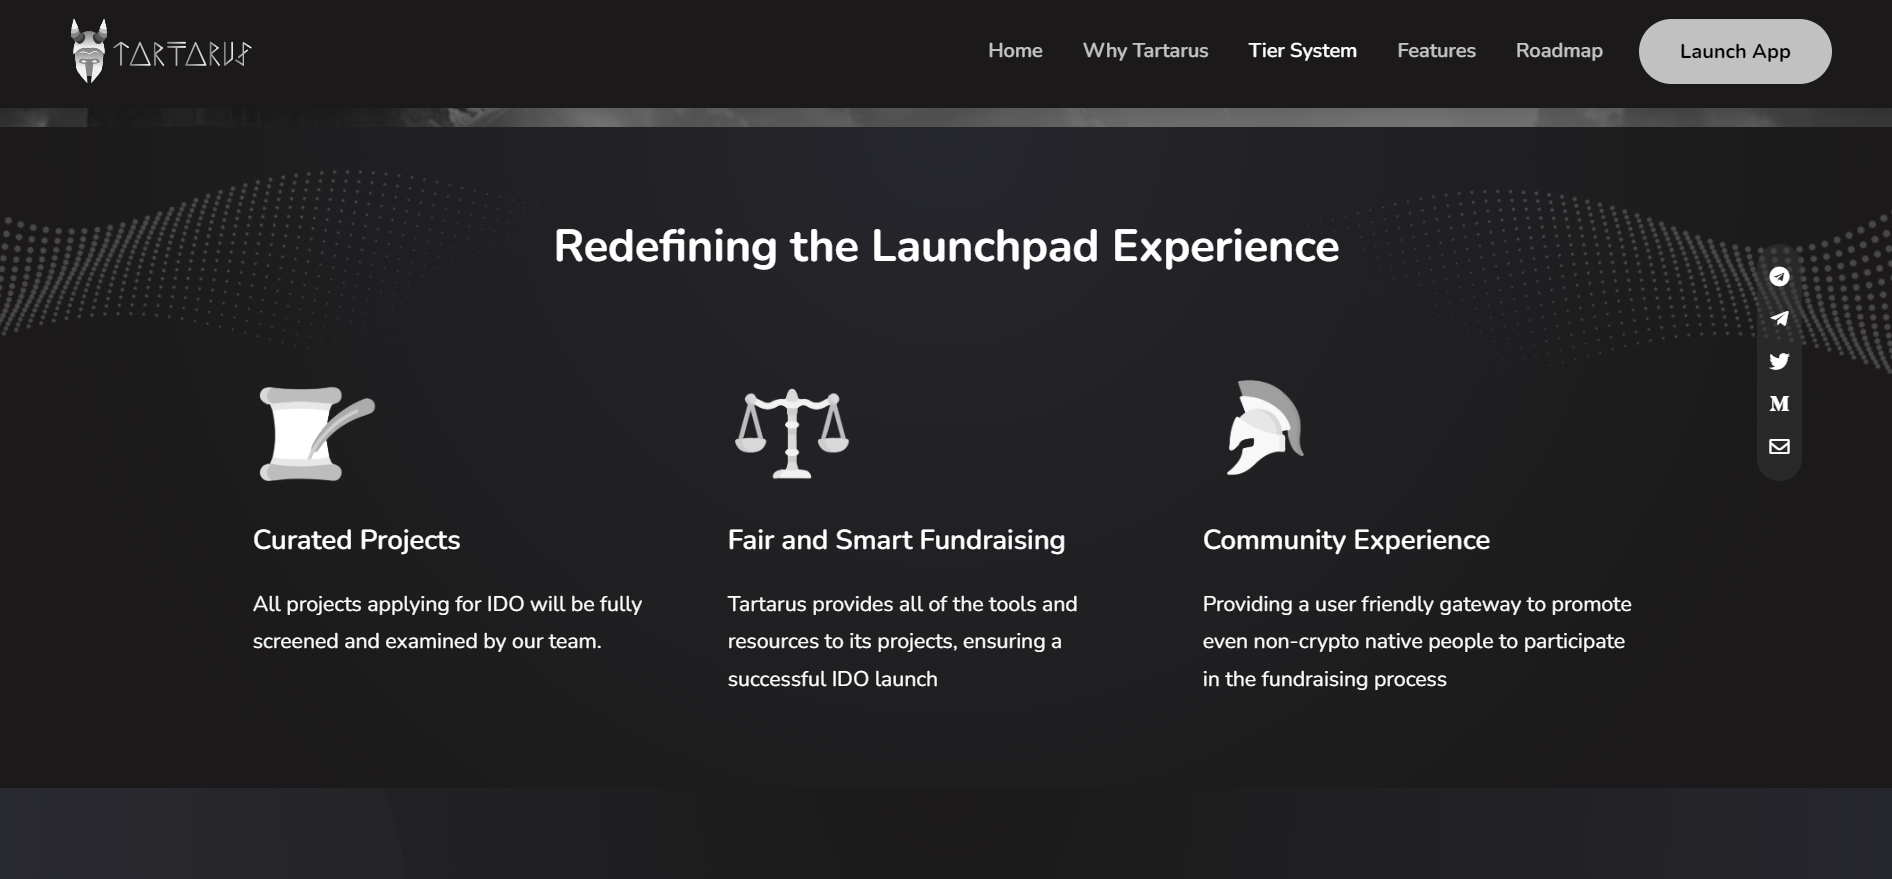 TARTARUS
Home
Why Tartarus
Tier System
Features
Roadmap
Launch App
Redefining the Launchpad Experience
Curated Projects
All projects applying for IDO will be fully
screened and examined by our team.
Fair and Smart Fundraising
Tartarus provides all of the tools and
resources to its projects, ensuring a
successful IDO launch
Community Experience
Providing a user friendly gateway to promote
even non-crypto native people to participate
in the fundraising process